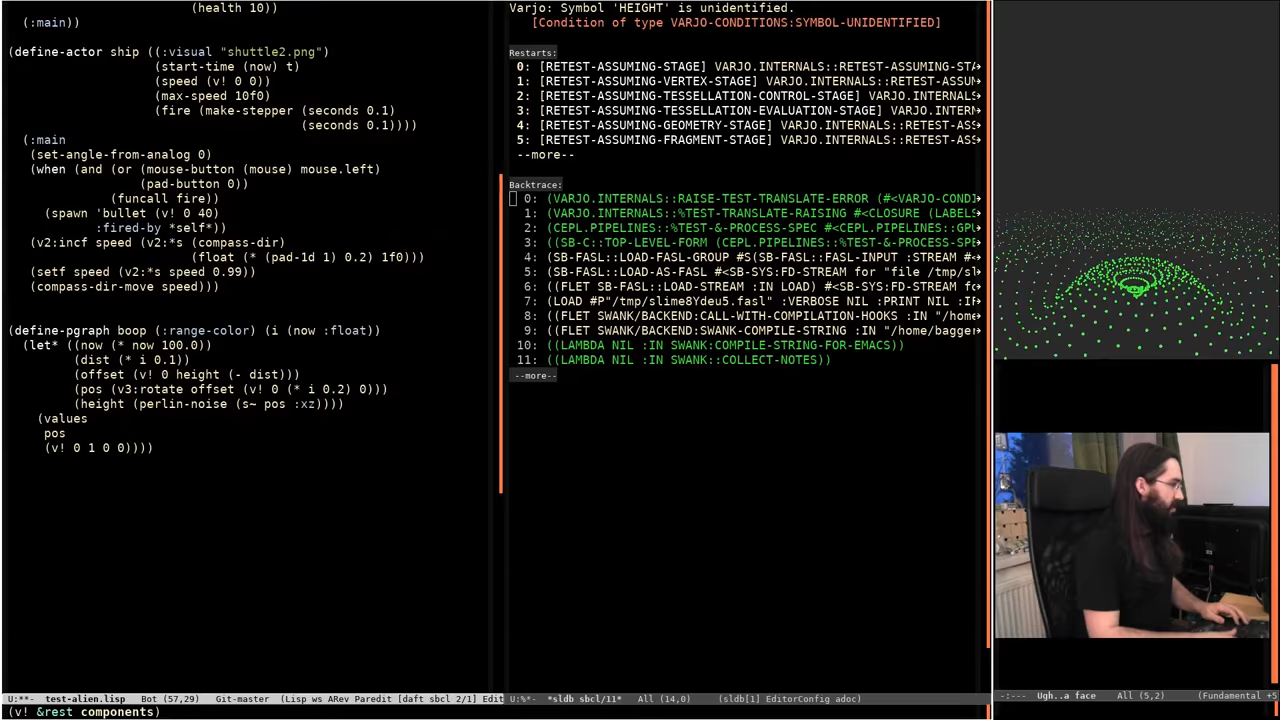 (health 10))
(:main))
(define-actor ship ((:visual "shuttle2.png")
(start-time (now) t)
(speed (v! 0 0))
(max-speed 10f0)
(fire (make-stepper (seconds 0.1)
(seconds 0.1))))
(:main
(set-angle-from-analog 0)
(when (and (or (mouse-button (mouse) mouse.left)
(pad-button 0))
(funcall fire))
(spawn 'bullet (v! 0 40)
:fired-by *self*))
(v2:incf speed (v2:*s (compass-dir)
(float (* (pad-1d 1) 0.2) 1f0)))
(setf speed (v2:*s speed 0.99))
(compass-dir-move speed)))
(define-pgraph boop (:range-color) (i (now :float))
(let* ((now (* now 100.0))
(dist (* i 0.1))
(offset (v! 0 height (- dist)))
(pos (v3:rotate offset (v! 0 (* i 0.2) 0)))
(height (perlin-noise (s~ pos :xz))))
(values
pos
(v! 0 1 0 0))))
U:**- test-alien.lisp Bot (57,29) Git-master (Lisp ws ARev Paredit [daft sbcl 2/1] Edit
(v! &rest components)
Varjo: Symbol 'HEIGHT' is unidentified.
[Condition of type VARJO-CONDITIONS:SYMBOL-UNIDENTIFIED]
Restarts:
0: [RETEST-ASSUMING-STAGE] VARJO.INTERNALS::RETEST-ASSUMING-STA
1: [RETEST-ASSUMING-VERTEX-STAGE] VARJO.INTERNALS::RETEST-ASSUM
2: [RETEST-ASSUMING-TESSELLATION-CONTROL-STAGE] VARJO.INTERNALS
3: [RETEST-ASSUMING-TESSELLATION-EVALUATION-STAGE] VARJO.INTERN
4: [RETEST-ASSUMING-GEOMETRY-STAGE] VARJO.INTERNALS::RETEST-ASS
5: [RETEST-ASSUMING-FRAGMENT-STAGE] VARJO.INTERNALS::RETEST-ASS
--more--
Backtrace:
0: (VARJO.INTERNALS::RAISE-TEST-TRANSLATE-ERROR (#<VARJO-CONDI
1: (VARJO.INTERNALS::%TEST-TRANSLATE-RAISING #<CLOSURE (LABELS
2: (CEPL.PIPELINES::%TEST-&-PROCESS-SPEC #<CEPL.PIPELINES::GPU
3: ((SB-C::TOP-LEVEL-FORM (CEPL.PIPELINES::%TEST-&-PROCESS-SPE
4: (SB-FASL::LOAD-FASL-GROUP #S(SB-FASL::FASL-INPUT :STREAM #<
5: (SB-FASL::LOAD-AS-FASL #<SB-SYS:FD-STREAM for "file /tmp/sl
6: ((FLET SB-FASL::LOAD-STREAM :IN LOAD) #<SB-SYS:FD-STREAM fo
7: (LOAD #P"/tmp/slime8Ydeu5.fasl" :VERBOSE NIL :PRINT NIL :IF
8: ((FLET SWANK/BACKEND:CALL-WITH-COMPILATION-HOOKS :IN "/home
9: ((FLET SWANK/BACKEND:SWANK-COMPILE-STRING :IN "/home/bagger
10: ((LAMBDA NIL :IN SWANK:COMPILE-STRING-FOR-EMACS))
11: ((LAMBDA NIL :IN SWANK::COLLECT-NOTES))
--more--
U:%*- *sldb sbcl/11* All (14,0) (sldb[1] EditorConfig adoc)
-:--- Ugh..a face All (5,2) (Fundamental +5